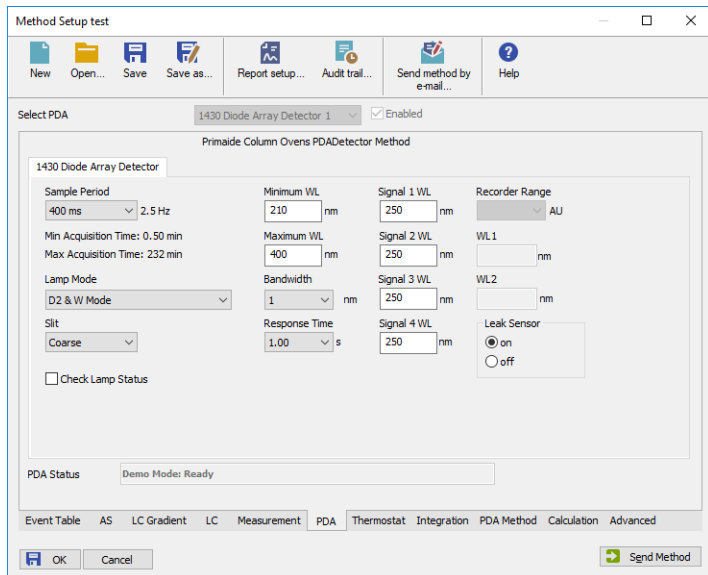 Method Setup test
New Open... Save Save as... Report setup... Audit trail... Send method by e-mail... Help
Select PDA 1430 Diode Array Detector 1 Enabled
Primaide Column Ovens PDADetector Method
1430 Diode Array Detector
Sample Period Minimum WL Signal 1 WL Recorder Range
400 ms 2.5 Hz 210 nm 250 nm AU
Min Acquisition Time: 0.50 min Maximum WL Signal 2 WL WL1
Max Acquisition Time: 232 min 400 nm 250 nm nm
Lamp Mode Bandwidth Signal 3 WL WL2
D2 & W Mode 1 nm 250 nm nm
Slit Response Time Signal 4 WL Leak Sensor
Coarse 1.00 s 250 nm on
off
Check Lamp Status
PDA Status Demo Mode: Ready
Event Table AS LC Gradient LC Measurement PDA Thermostat Integration PDA Method Calculation Advanced
OK Cancel Send Method